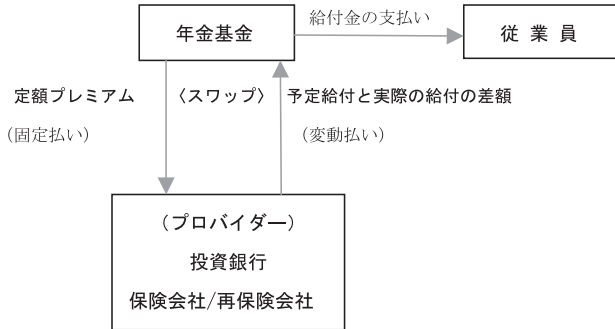 年金基金
給付金の支払い
従 業 員
定額プレミアム
〈スワップ〉
予定給付と実際の給付の差額
（固定払い）
（変動払い）
（プロバイダー）
投資銀行
保険会社/再保険会社